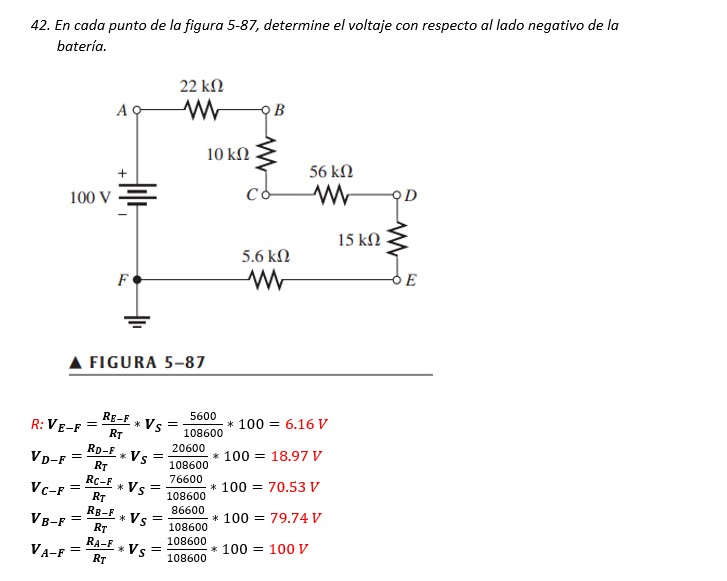 42. En cada punto de la figura 5-87, determine el voltaje con respecto al lado negativo de la
batería.
22 kΩ
A
B
10 kΩ
56 kΩ
+
100 V
C
D
−
15 kΩ
5.6 kΩ
F
E
▲ FIGURA 5–87
R: V_{E−F} = \frac{R_{E−F}}{R_T} * V_S = \frac{5600}{108600} * 100 = 6.16 V
V_{D−F} = \frac{R_{D−F}}{R_T} * V_S = \frac{20600}{108600} * 100 = 18.97 V
V_{C−F} = \frac{R_{C−F}}{R_T} * V_S = \frac{76600}{108600} * 100 = 70.53 V
V_{B−F} = \frac{R_{B−F}}{R_T} * V_S = \frac{86600}{108600} * 100 = 79.74 V
V_{A−F} = \frac{R_{A−F}}{R_T} * V_S = \frac{108600}{108600} * 100 = 100 V